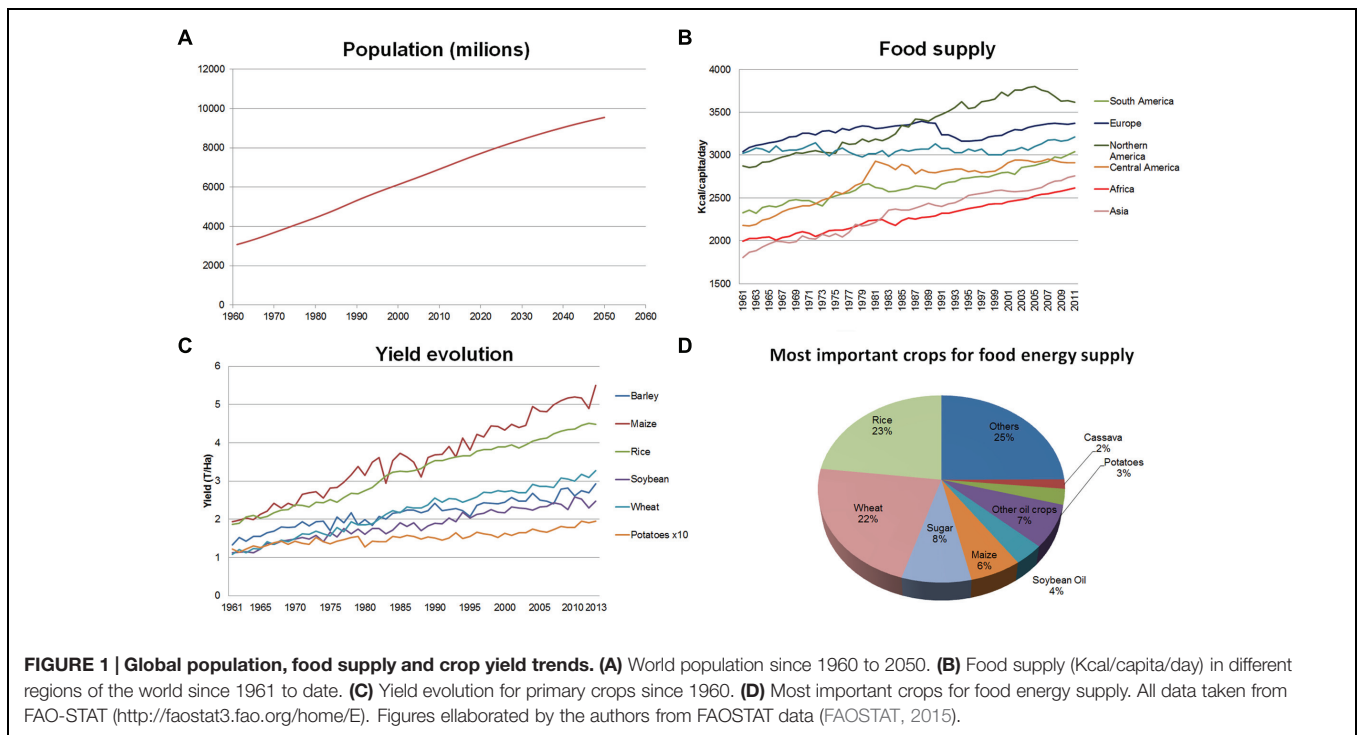 A
Population (milions)
12000
10000
8000
6000
4000
2000
0
1960 1970 1980 1990 2000 2010 2020 2030 2040 2050 2060
B
Food supply
Kcal/capita/day
4000
3500
3000
2500
2000
1500
1961 1963 1965 1967 1969 1971 1973 1975 1977 1979 1981 1983 1985 1987 1989 1991 1993 1995 1997 1999 2001 2003 2005 2007 2009 2011
South America
Europe
Northern
America
Central America
Africa
Asia
C
Yield evolution
Yield (T/Ha)
6
5
4
3
2
1
0
1961 1965 1970 1975 1980 1985 1990 1995 2000 2005 2010 2013
Barley
Maize
Rice
Soybean
Wheat
Potatoes x10
D
Most important crops for food energy supply
Rice
23%
Others
25%
Cassava
2%
Potatoes
3%
Other oil crops
7%
Soybean Oil
4%
Maize
6%
Sugar
8%
Wheat
22%
FIGURE 1 | Global population, food supply and crop yield trends. (A) World population since 1960 to 2050. (B) Food supply (Kcal/capita/day) in different
regions of the world since 1961 to date. (C) Yield evolution for primary crops since 1960. (D) Most important crops for food energy supply. All data taken from
FAO-STAT (http://faostat3.fao.org/home/E). Figures ellaborated by the authors from FAOSTAT data (FAOSTAT, 2015).